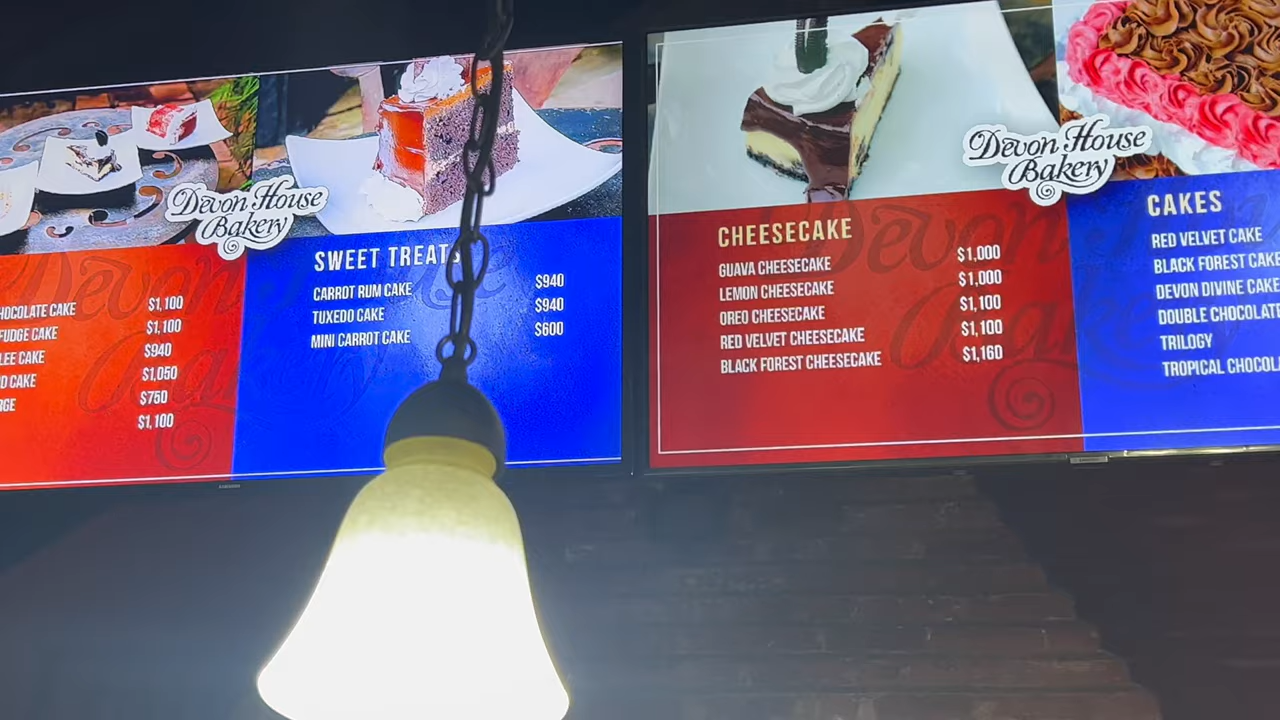 Devon House
Bakery
CHOCOLATE CAKE $1,100
FUDGE CAKE $1,100
LEE CAKE $940
D CAKE $1,050
RGE $750
$1,100
SWEET TREATS
CARROT RUM CAKE $940
TUXEDO CAKE $940
MINI CARROT CAKE $600
Devon House
Bakery
CHEESECAKE
GUAVA CHEESECAKE $1,000
LEMON CHEESECAKE $1,000
OREO CHEESECAKE $1,100
RED VELVET CHEESECAKE $1,100
BLACK FOREST CHEESECAKE $1,160
CAKES
RED VELVET CAKE
BLACK FOREST CAKE
DEVON DIVINE CAKE
DOUBLE CHOCOLATE
TRILOGY
TROPICAL CHOCOL